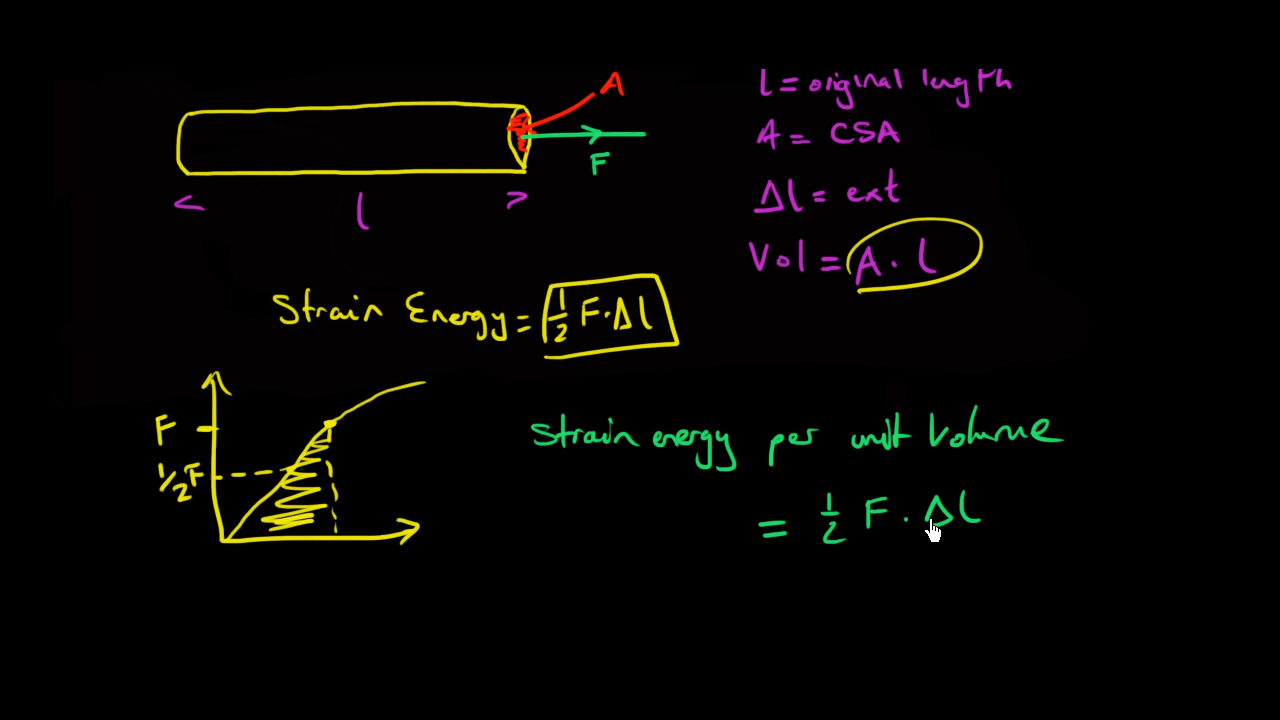 A
F
< l >
l = original length
A = CSA
Δl = ext
Vol = A . l
Strain Energy = ½ F·Δl
F
½F
Strain energy per unit Volume
= ½ F . Δl